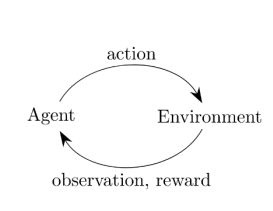 action
Agent
Environment
observation, reward